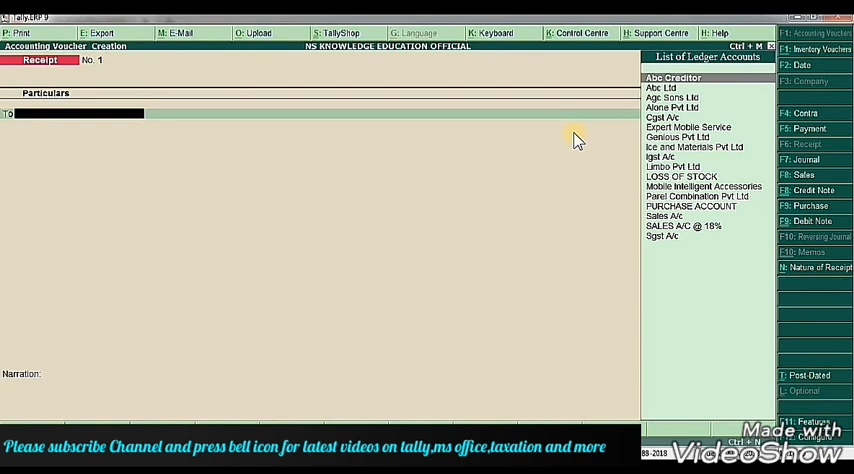 Tally.ERP 9
P: Print
E: Export
M: E-Mail
O: Upload
S: TallyShop
G: Language
K: Keyboard
K: Control Centre
H: Support Centre
H: Help
Accounting Voucher Creation
NS KNOWLEDGE EDUCATION OFFICIAL
Ctrl + M
Receipt No. 1
Particulars
To
List of Ledger Accounts
Abc Creditor
Abc Ltd
Agc Sons Ltd
Alone Pvt Ltd
Cgst A/c
Expert Mobile Service
Genious Pvt Ltd
Ice and Materials Pvt Ltd
Igst A/c
Limbo Pvt Ltd
LOSS OF STOCK
Mobile Intelligent Accessories
Parel Combination Pvt Ltd
PURCHASE ACCOUNT
Sales A/c
SALES A/C @ 18%
Sgst A/c
F1: Accounting Vouchers
F1: Inventory Vouchers
F2: Date
F3: Company
F4: Contra
F5: Payment
F6: Receipt
F7: Journal
F8: Sales
F8: Credit Note
F9: Purchase
F9: Debit Note
F10: Reversing Journal
F10: Memos
N: Nature of Receipt
T: Post-Dated
L: Optional
F11: Features
F12: Configure
Narration:
Ctrl + N
Please subscribe Channel and press bell icon for latest videos on tally,ms office,taxation and more
Made with
VideoShow